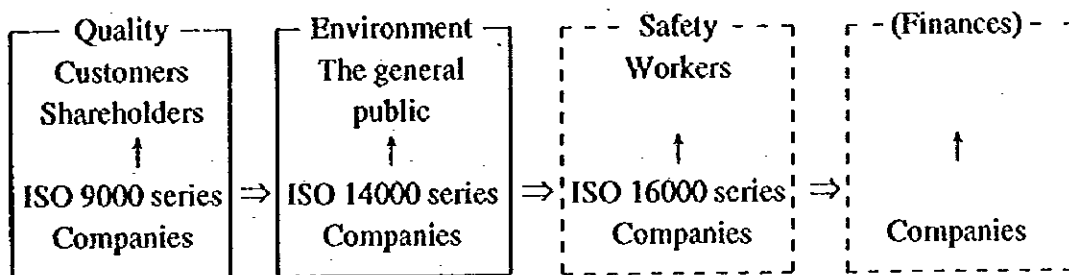 Quality
Customers
Shareholders
↑
ISO 9000 series
Companies
⇒
Environment
The general
public
↑
ISO 14000 series
Companies
⇒
Safety
Workers
↑
ISO 16000 series
Companies
⇒
(Finances)
↑
Companies